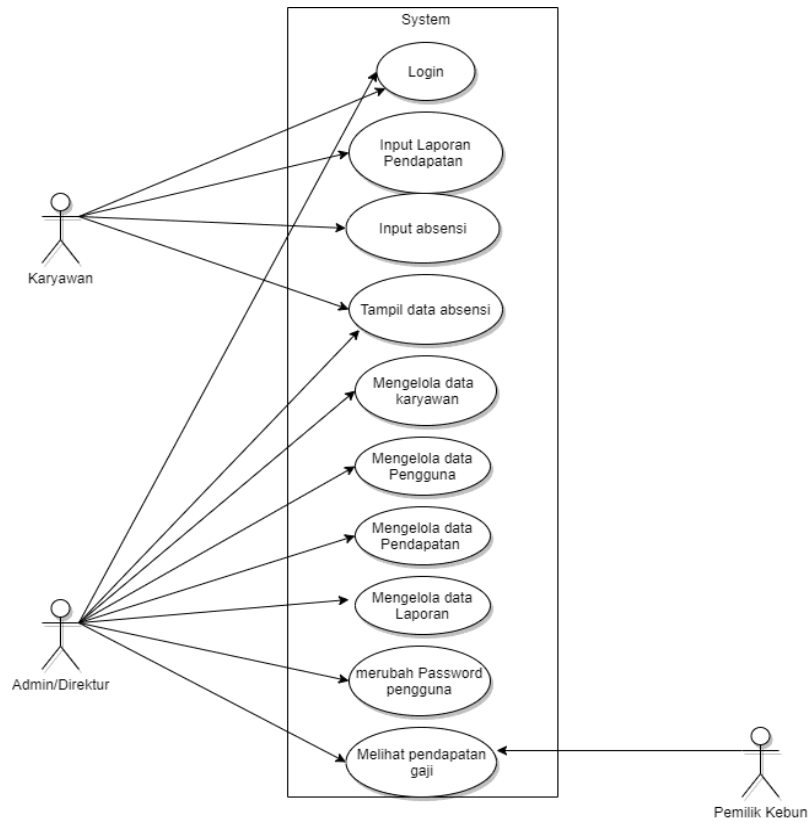 System
Login
Input Laporan
Pendapatan
Input absensi
Karyawan
Tampil data absensi
Mengelola data
karyawan
Mengelola data
Pengguna
Mengelola data
Pendapatan
Mengelola data
Laporan
Admin/Direktur
merubah Password
pengguna
Melihat pendapatan
gaji
Pemilik Kebun